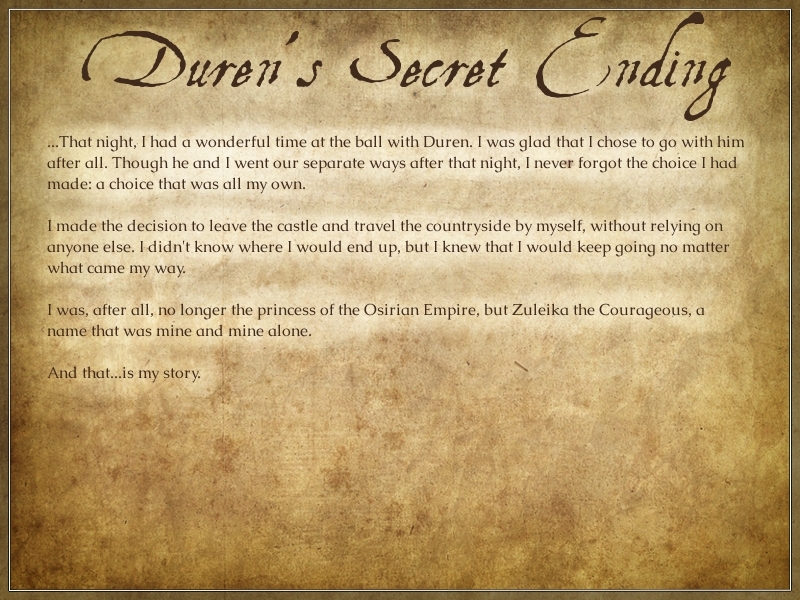 Duren's Secret Ending
...That night, I had a wonderful time at the ball with Duren. I was glad that I chose to go with him
after all. Though he and I went our separate ways after that night, I never forgot the choice I had
made: a choice that was all my own.
I made the decision to leave the castle and travel the countryside by myself, without relying on
anyone else. I didn't know where I would end up, but I knew that I would keep going no matter
what came my way.
I was, after all, no longer the princess of the Osirian Empire, but Zuleika the Courageous, a
name that was mine and mine alone.
And that...is my story.